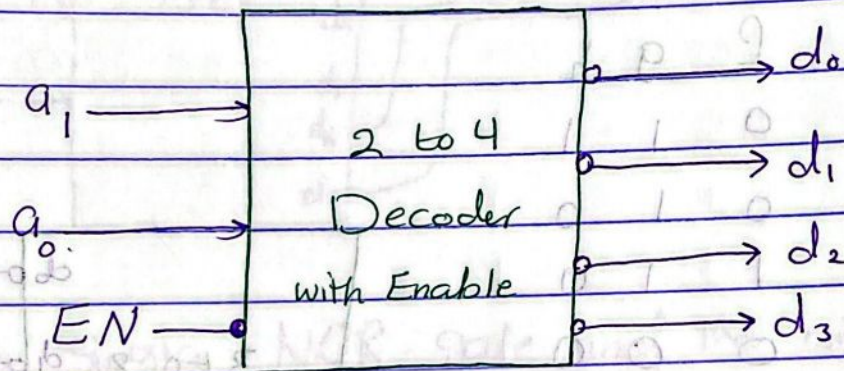 a₁
a₀.
EN
2 to 4
Decoder
with Enable
d₀
d₁
d₂
d₃